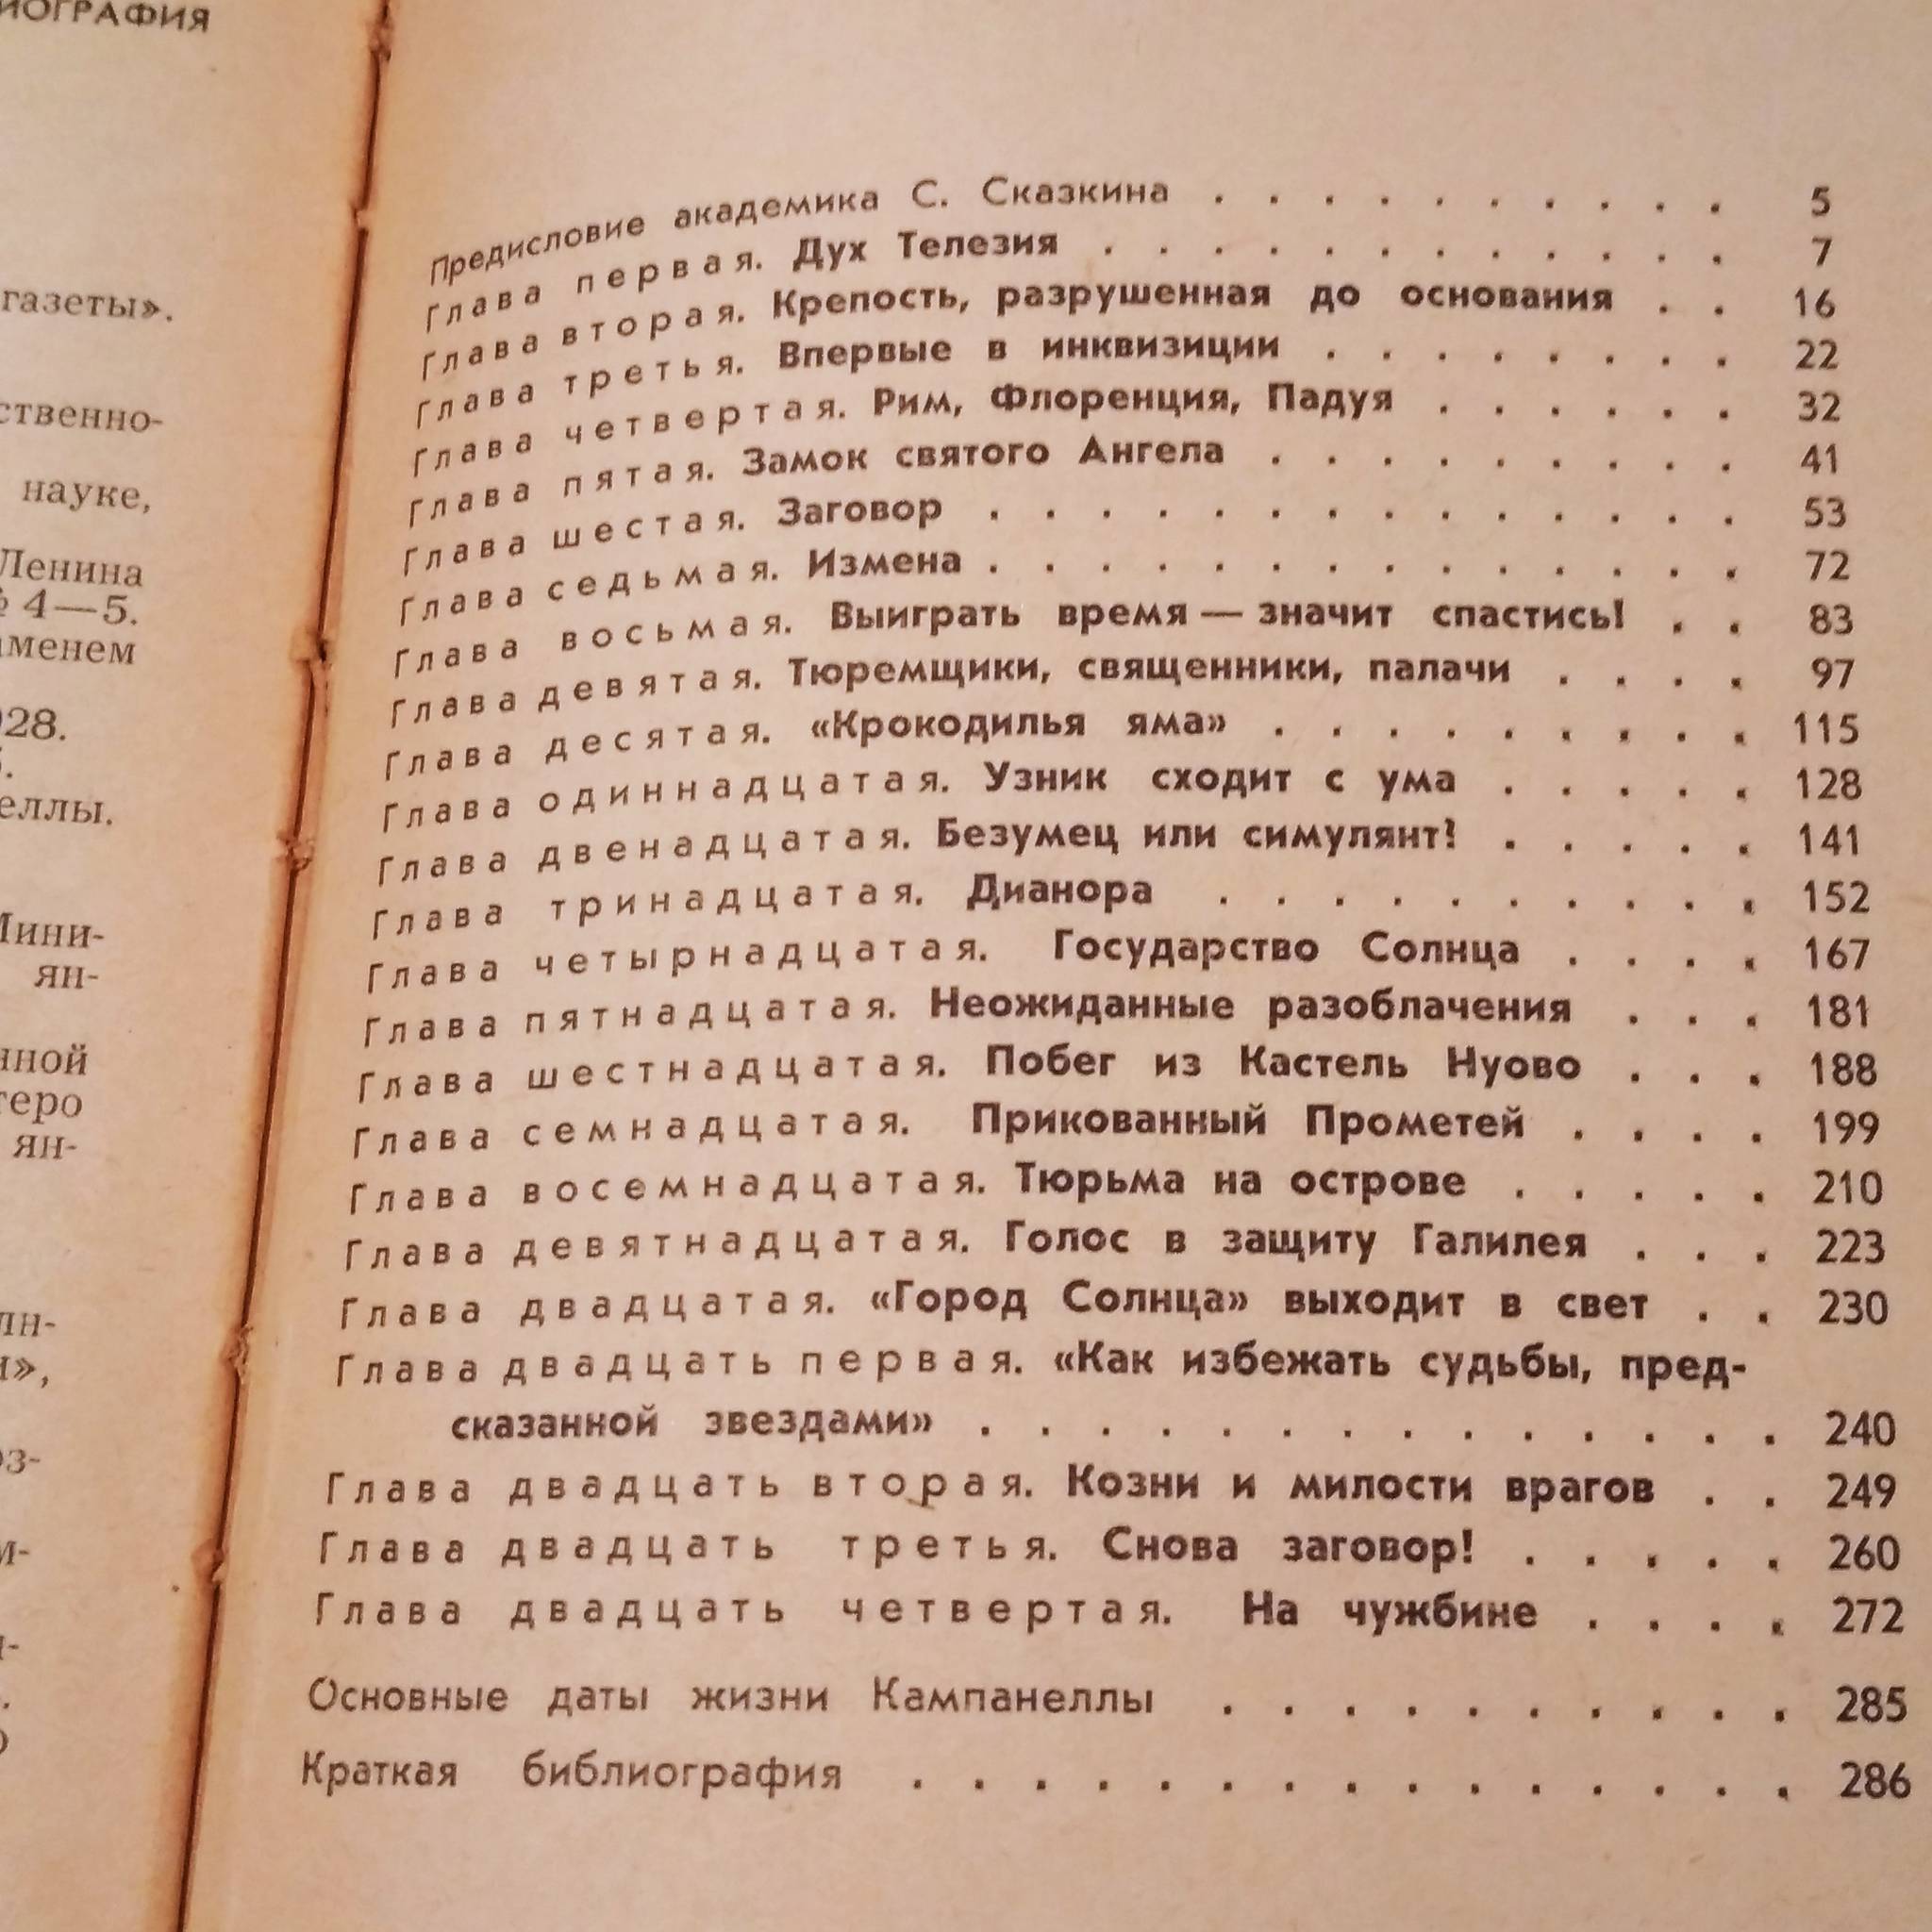 газеты».
науке,
Ленина
4—5.
ян-
ян-
Предисловие академика С. Сказкина . . . . . . . . . . 5
Глава первая. Дух Телезия . . . . . . . . . . . . 7
Глава вторая. Крепость, разрушенная до основания . . 16
Глава третья. Впервые в инквизиции . . . . . . . . 22
Глава четвертая. Рим, Флоренция, Падуя . . . . . . 32
Глава пятая. Замок святого Ангела . . . . . . . . . 41
Глава шестая. Заговор . . . . . . . . . . . . . . 53
Глава седьмая. Измена . . . . . . . . . . . . . . 72
Глава восьмая. Выиграть время — значит спастись! . . 83
Глава девятая. Тюремщики, священники, палачи . . . . 97
Глава десятая. «Крокодилья яма» . . . . . . . . . 115
Глава одиннадцатая. Узник сходит с ума . . . . . 128
Глава двенадцатая. Безумец или симулянт? . . . . . 141
Глава тринадцатая. Дианора . . . . . . . . . . 152
Глава четырнадцатая. Государство Солнца . . . . 167
Глава пятнадцатая. Неожиданные разоблачения . . . 181
Глава шестнадцатая. Побег из Кастель Нуово . . . 188
Глава семнадцатая. Прикованный Прометей . . . . 199
Глава восемнадцатая. Тюрьма на острове . . . . . 210
Глава девятнадцатая. Голос в защиту Галилея . . . 223
Глава двадцатая. «Город Солнца» выходит в свет . . 230
Глава двадцать первая. «Как избежать судьбы, пред-
сказанной звездами» . . . . . . . . . . . . . . 240
Глава двадцать вторая. Козни и милости врагов . . 249
Глава двадцать третья. Снова заговор! . . . . . 260
Глава двадцать четвертая. На чужбине . . . . 272
Основные даты жизни Кампанеллы . . . . . . . . . . 285
Краткая библиография . . . . . . . . . . . . . . . 286